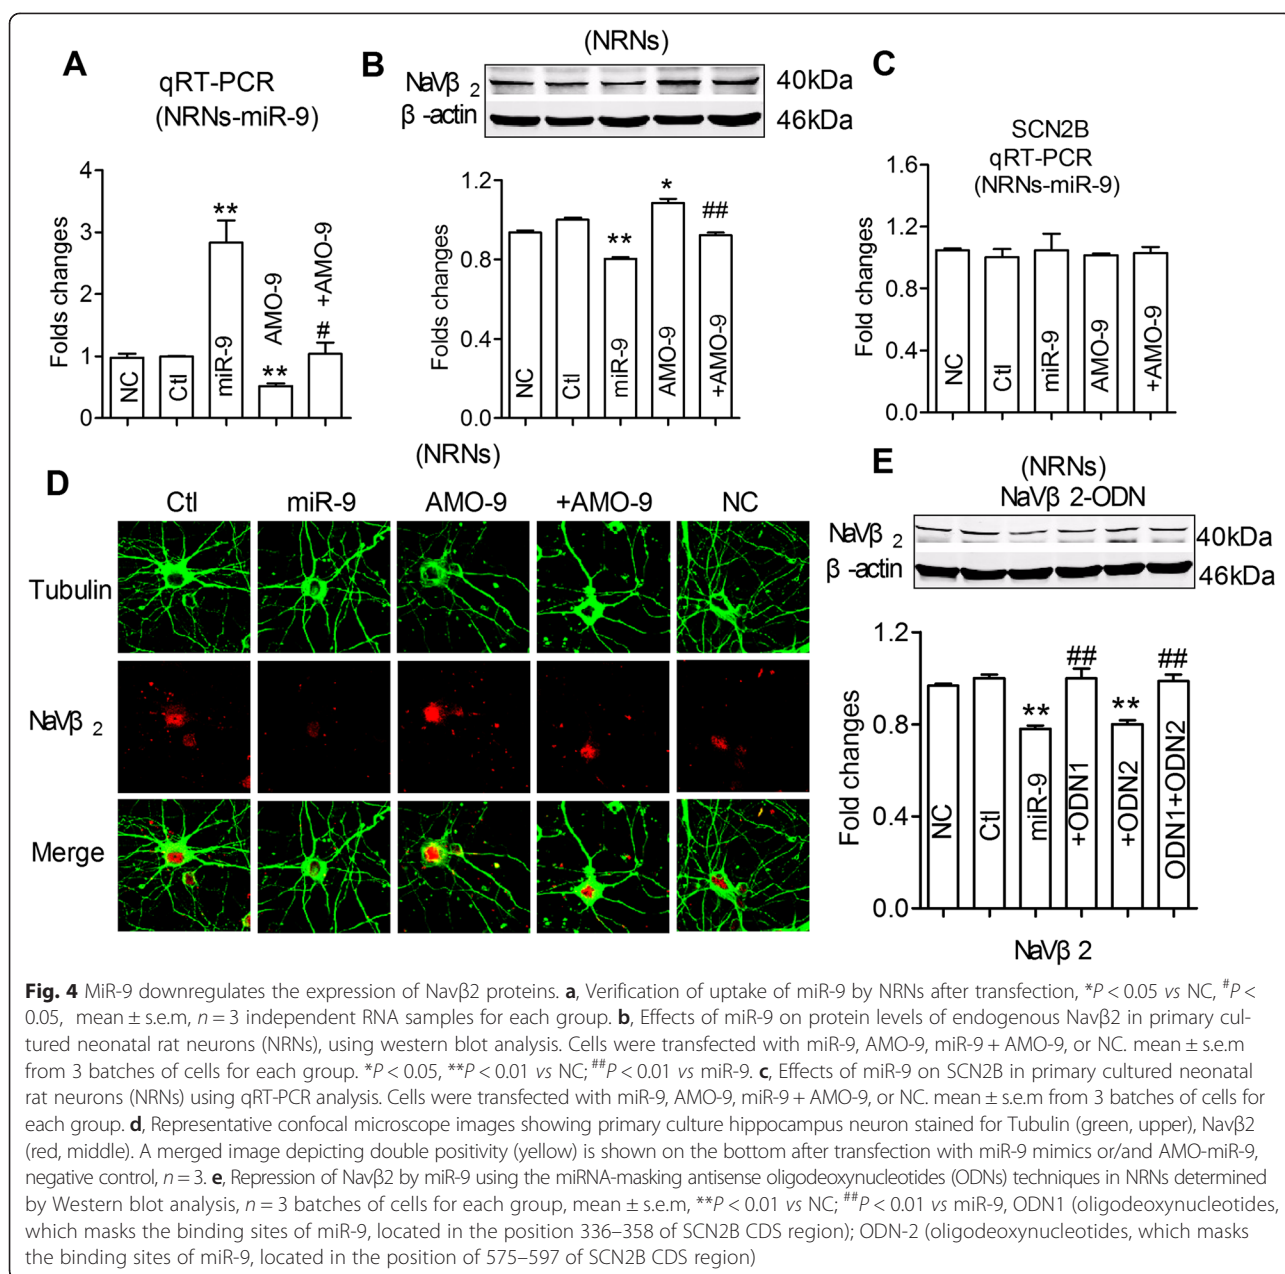 A
qRT-PCR
(NRNs-miR-9)
Folds changes
4
3
2
1
0
NC
Ctl
miR-9
**
AMO-9
**
+AMO-9
#
B
(NRNs)
NaVβ 2
40kDa
β -actin
46kDa
Folds changes
1.2
0.8
0.4
0.0
NC
Ctl
miR-9
**
AMO-9
*
+AMO-9
##
C
SCN2B
qRT-PCR
(NRNs-miR-9)
Fold changes
1.6
1.2
0.8
0.4
0.0
NC
Ctl
miR-9
AMO-9
+AMO-9
D
(NRNs)
Ctl
miR-9
AMO-9
+AMO-9
NC
Tubulin
NaVβ 2
Merge
E
(NRNs)
NaVβ 2-ODN
NaVβ 2
40kDa
β -actin
46kDa
Fold changes
1.2
0.8
0.4
0.0
NC
Ctl
miR-9
**
+ODN1
##
+ODN2
**
ODN1+ODN2
##
NaVβ 2
Fig. 4 MiR-9 downregulates the expression of Navβ2 proteins. a, Verification of uptake of miR-9 by NRNs after transfection, *P < 0.05 vs NC, #P <
0.05, mean ± s.e.m, n = 3 independent RNA samples for each group. b, Effects of miR-9 on protein levels of endogenous Navβ2 in primary cul-
tured neonatal rat neurons (NRNs), using western blot analysis. Cells were transfected with miR-9, AMO-9, miR-9 + AMO-9, or NC. mean ± s.e.m
from 3 batches of cells for each group. *P < 0.05, **P < 0.01 vs NC; ##P < 0.01 vs miR-9. c, Effects of miR-9 on SCN2B in primary cultured neonatal
rat neurons (NRNs) using qRT-PCR analysis. Cells were transfected with miR-9, AMO-9, miR-9 + AMO-9, or NC. mean ± s.e.m from 3 batches of cells for
each group. d, Representative confocal microscope images showing primary culture hippocampus neuron stained for Tubulin (green, upper), Navβ2
(red, middle). A merged image depicting double positivity (yellow) is shown on the bottom after transfection with miR-9 mimics or/and AMO-miR-9,
negative control, n = 3. e, Repression of Navβ2 by miR-9 using the miRNA-masking antisense oligodeoxynucleotides (ODNs) techniques in NRNs determined
by Western blot analysis, n = 3 batches of cells for each group, mean ± s.e.m, **P < 0.01 vs NC; ##P < 0.01 vs miR-9, ODN1 (oligodeoxynucleotides,
which masks the binding sites of miR-9, located in the position 336–358 of SCN2B CDS region); ODN-2 (oligodeoxynucleotides, which masks
the binding sites of miR-9, located in the position of 575–597 of SCN2B CDS region)